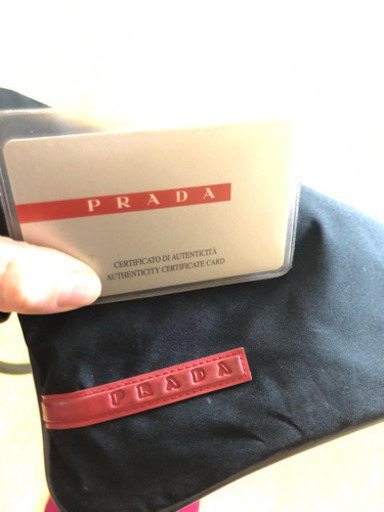 PRADA
CERTIFICATO DI AUTENTICITÀ
AUTHENTICITY CERTIFICATE CARD
PRADA